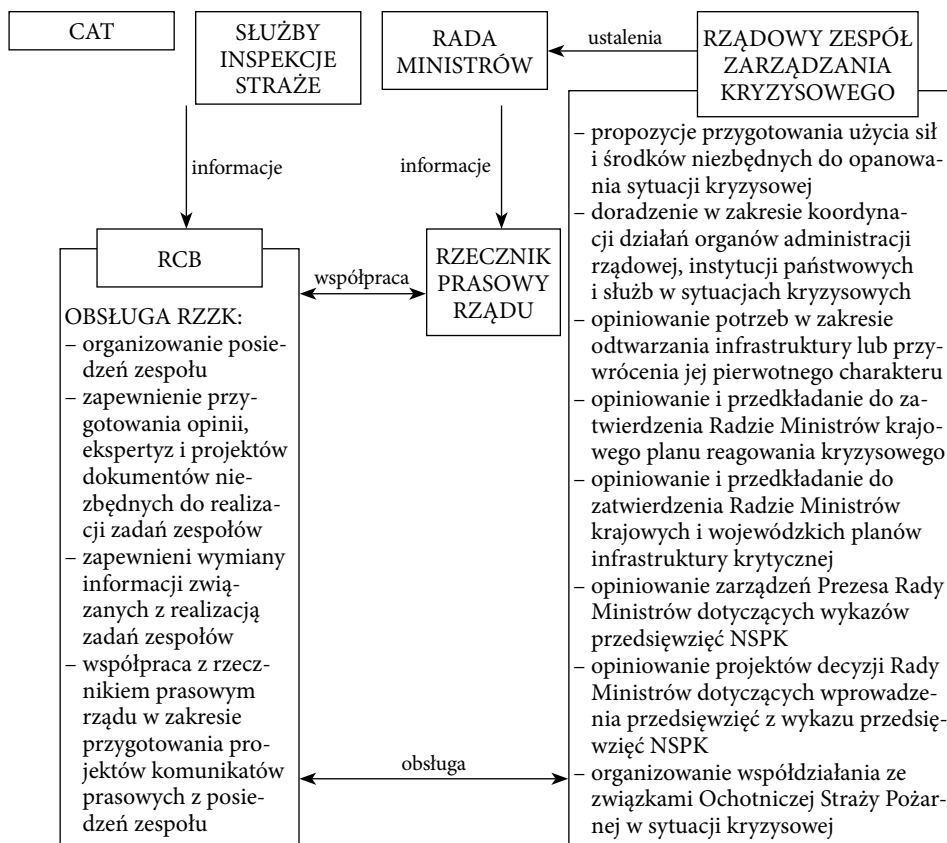 CAT
SŁUŻBY
INSPEKCJE
STRAŻE
RADA
MINISTRÓW
ustalenia
RZĄDOWY ZESPÓŁ
ZARZĄDZANIA
KRYZYSOWEGO
informacje
informacje
RCB
współpraca
RZECZNIK
PRASOWY
RZĄDU
OBSŁUGA RZZK:
– organizowanie posie-
dzeń zespołu
– zapewnienie przy-
gotowania opinii,
ekspertyz i projektów
dokumentów nie-
zbędnych do realiza-
cji zadań zespołów
– zapewnieni wymiany
informacji zwią-
zanych z realizacją
zadań zespołów
– współpraca z rzecz-
nikiem prasowym
rządu w zakresie
przygotowania pro-
jektów komunikatów
prasowych z posie-
dzeń zespołu
obsługa
– propozycje przygotowania użycia sił
i środków niezbędnych do opanowa-
nia sytuacji kryzysowej
– doradzenie w zakresie koordyna-
cji działań organów administracji
rządowej, instytucji państwowych
i służb w sytuacjach kryzysowych
– opiniowanie potrzeb w zakresie
odtwarzania infrastruktury lub przy-
wrócenia jej pierwotnego charakteru
– opiniowanie i przedkładanie do za-
twierdzenia Radzie Ministrów krajo-
wego planu reagowania kryzysowego
– opiniowanie i przedkładanie do
zatwierdzenia Radzie Ministrów
krajowych i wojewódzkich planów
infrastruktury krytycznej
– opiniowanie zarządzeń Prezesa Rady
Ministrów dotyczących wykazów
przedsięwzięć NSPK
– opiniowanie projektów decyzji Rady
Ministrów dotyczących wprowadze-
nia przedsięwzięć z wykazu przedsię-
wzięć NSPK
– organizowanie współdziałania ze
związkami Ochotniczej Straży Pożar-
nej w sytuacji kryzysowej